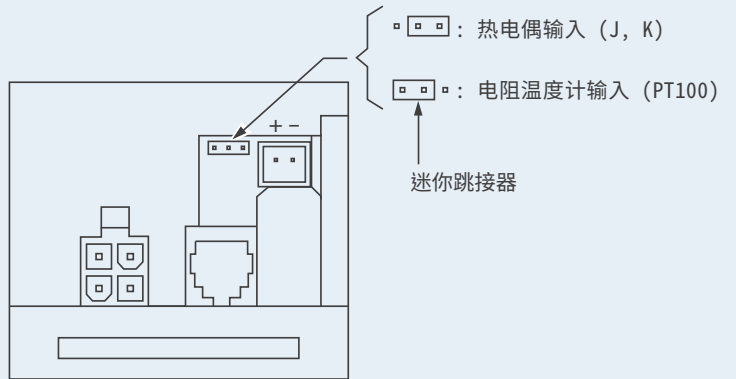 : 热电偶输入 (J, K)
: 电阻温度计输入 (PT100)
迷你跳接器
+ -